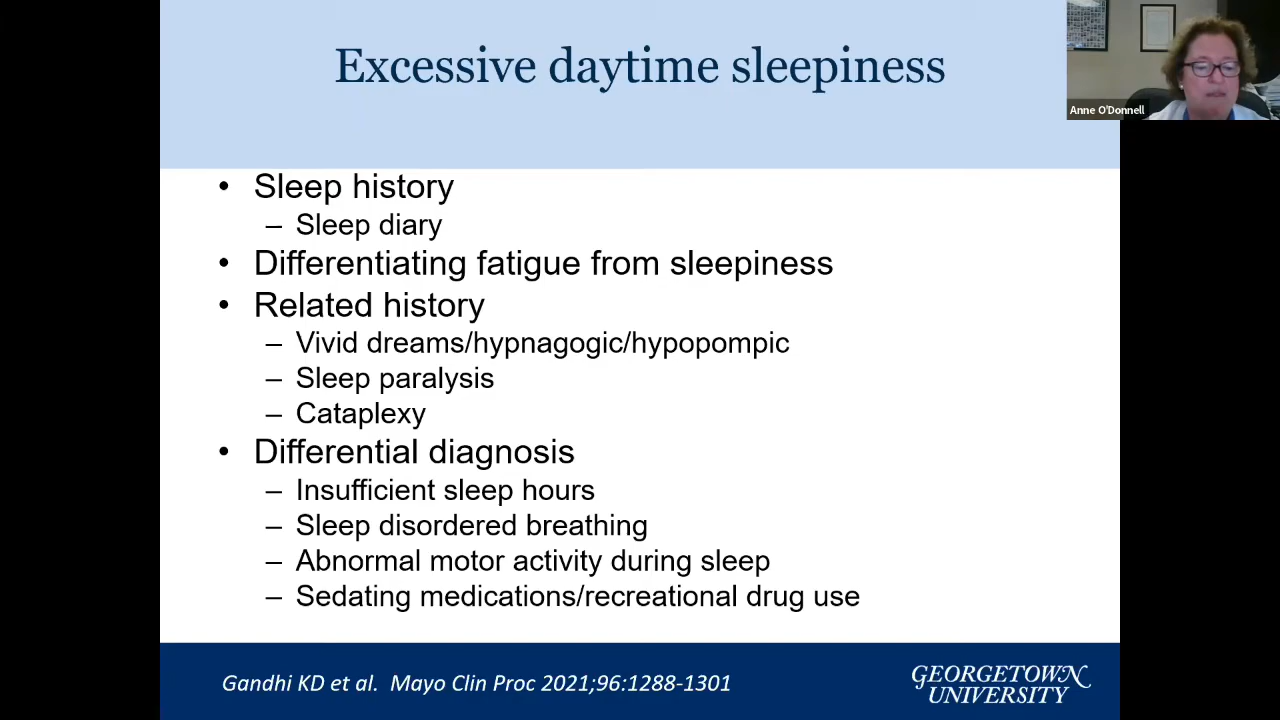 Excessive daytime sleepiness
Anne O'Donnell
• Sleep history
– Sleep diary
• Differentiating fatigue from sleepiness
• Related history
– Vivid dreams/hypnagogic/hypopompic
– Sleep paralysis
– Cataplexy
• Differential diagnosis
– Insufficient sleep hours
– Sleep disordered breathing
– Abnormal motor activity during sleep
– Sedating medications/recreational drug use
Gandhi KD et al. Mayo Clin Proc 2021;96:1288-1301
GEORGETOWN
UNIVERSITY